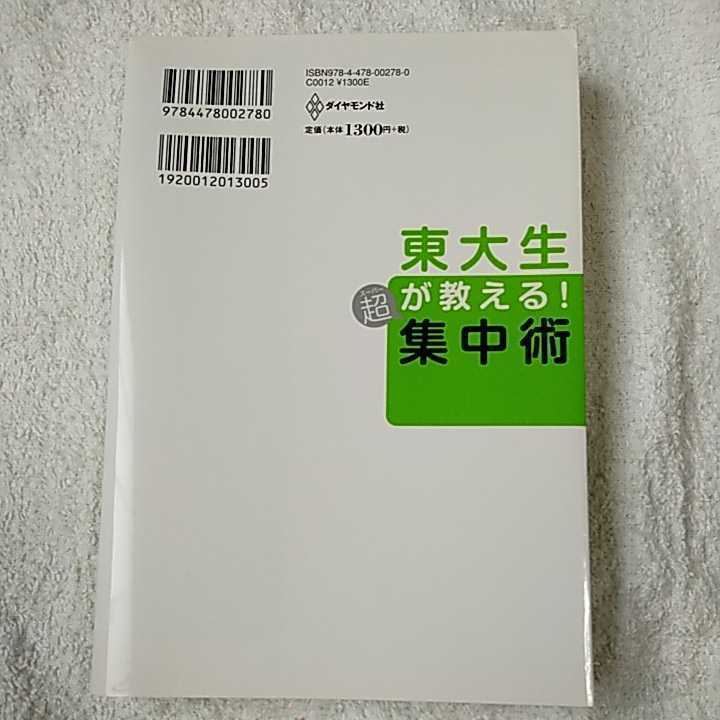 9784478002780
1920012013005
ISBN978-4-478-00278-0
C0012 ¥1300E
ダイヤモンド社
定価(本体1300円+税)
東大生
が教える!
スーパー
超
集中術